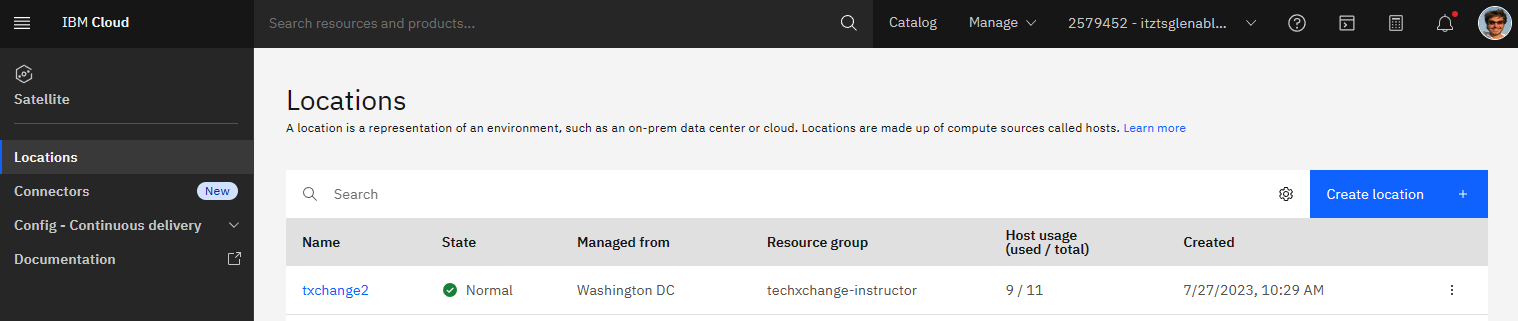 IBM Cloud
Search resources and products...
Catalog
Manage
2579452 - itztsglenabl...
Satellite
Locations
Connectors
New
Config - Continuous delivery
Documentation
Locations
A location is a representation of an environment, such as an on-prem data center or cloud. Locations are made up of compute sources called hosts. Learn more
Search
Create location +
Name State Managed from Resource group Host usage (used / total) Created
txchange2 Normal Washington DC techxchange-instructor 9 / 11 7/27/2023, 10:29 AM